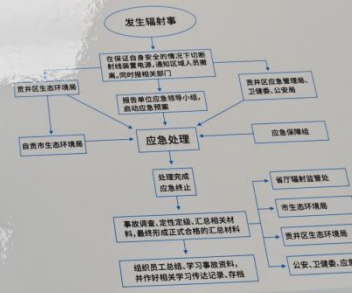 发生辐射事
在保证自身安全的情况下切断
射线装置电源，通知区域人员撤
离，同时报相关部门
贡井区生态环境局
贡井区应急管理局、
卫健委、公安局
报告单位应急领导小组，
启动应急预案
自贡市生态环境局
应急处理
应急保障组
处理完成
应急终止
省厅辐射监管处
事故调查、定性定级、汇总相关材
料，最终形成正式合格的汇总材料
市生态环境局
贡井区生态环境局
组织员工总结、学习事故资料，
并作好相关学习传达记录、存档
公安、卫健委、应急